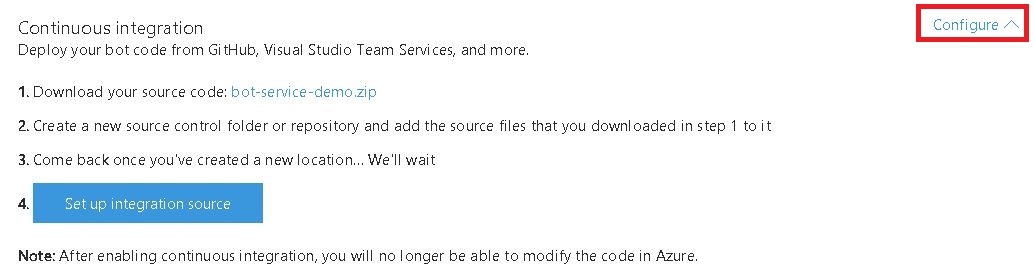 Continuous integration
Configure
Deploy your bot code from GitHub, Visual Studio Team Services, and more.
1. Download your source code: bot-service-demo.zip
2. Create a new source control folder or repository and add the source files that you downloaded in step 1 to it
3. Come back once you've created a new location... We'll wait
4. Set up integration source
Note: After enabling continuous integration, you will no longer be able to modify the code in Azure.